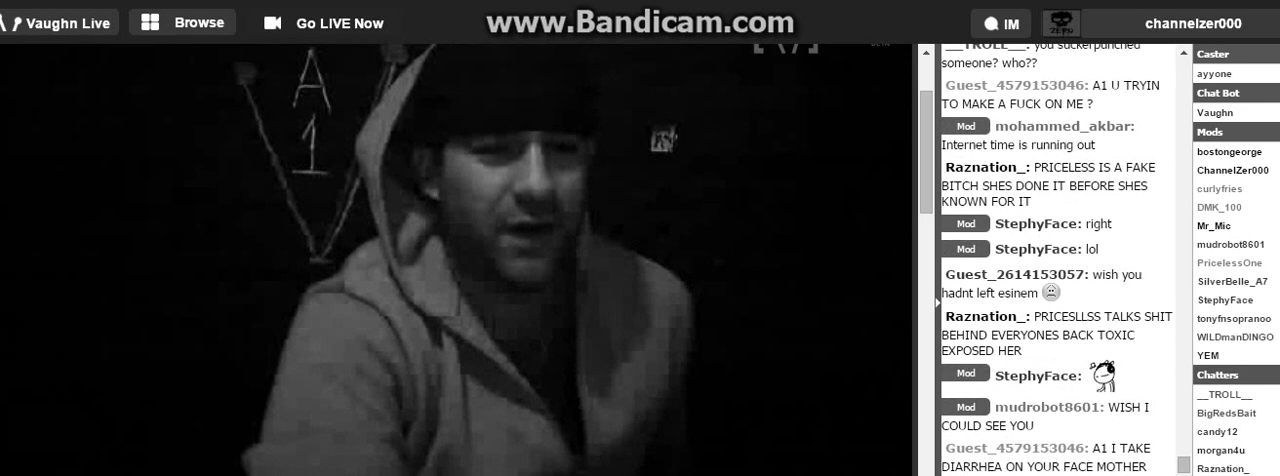 Vaughn Live
Browse
Go LIVE Now
www.Bandicam.com
IM
channelzer000
A
1
__TROLL__: you suckerpunched
someone? who??
Guest_4579153046: A1 U TRYIN
TO MAKE A FUCK ON ME ?
Mod mohammed_akbar:
Internet time is running out
Raznation_: PRICELESS IS A FAKE
BITCH SHES DONE IT BEFORE SHES
KNOWN FOR IT
Mod StephyFace: right
Mod StephyFace: lol
Guest_2614153057: wish you
hadnt left esinem
Raznation_: PRICESLLSS TALKS SHIT
BEHIND EVERYONES BACK TOXIC
EXPOSED HER
Mod StephyFace:
Mod mudrobot8601: WISH I
COULD SEE YOU
Guest_4579153046: A1 I TAKE
DIARRHEA ON YOUR FACE MOTHER
Caster
ayyone
Chat Bot
Vaughn
Mods
bostongeorge
ChannelZer000
curlyfries
DMK_100
Mr_Mic
mudrobot8601
PricelessOne
SilverBelle_A7
StephyFace
tonyfnsopranoo
WILDmanDINGO
YEM
Chatters
__TROLL__
BigRedsBait
candy12
morgan4u
Raznation_